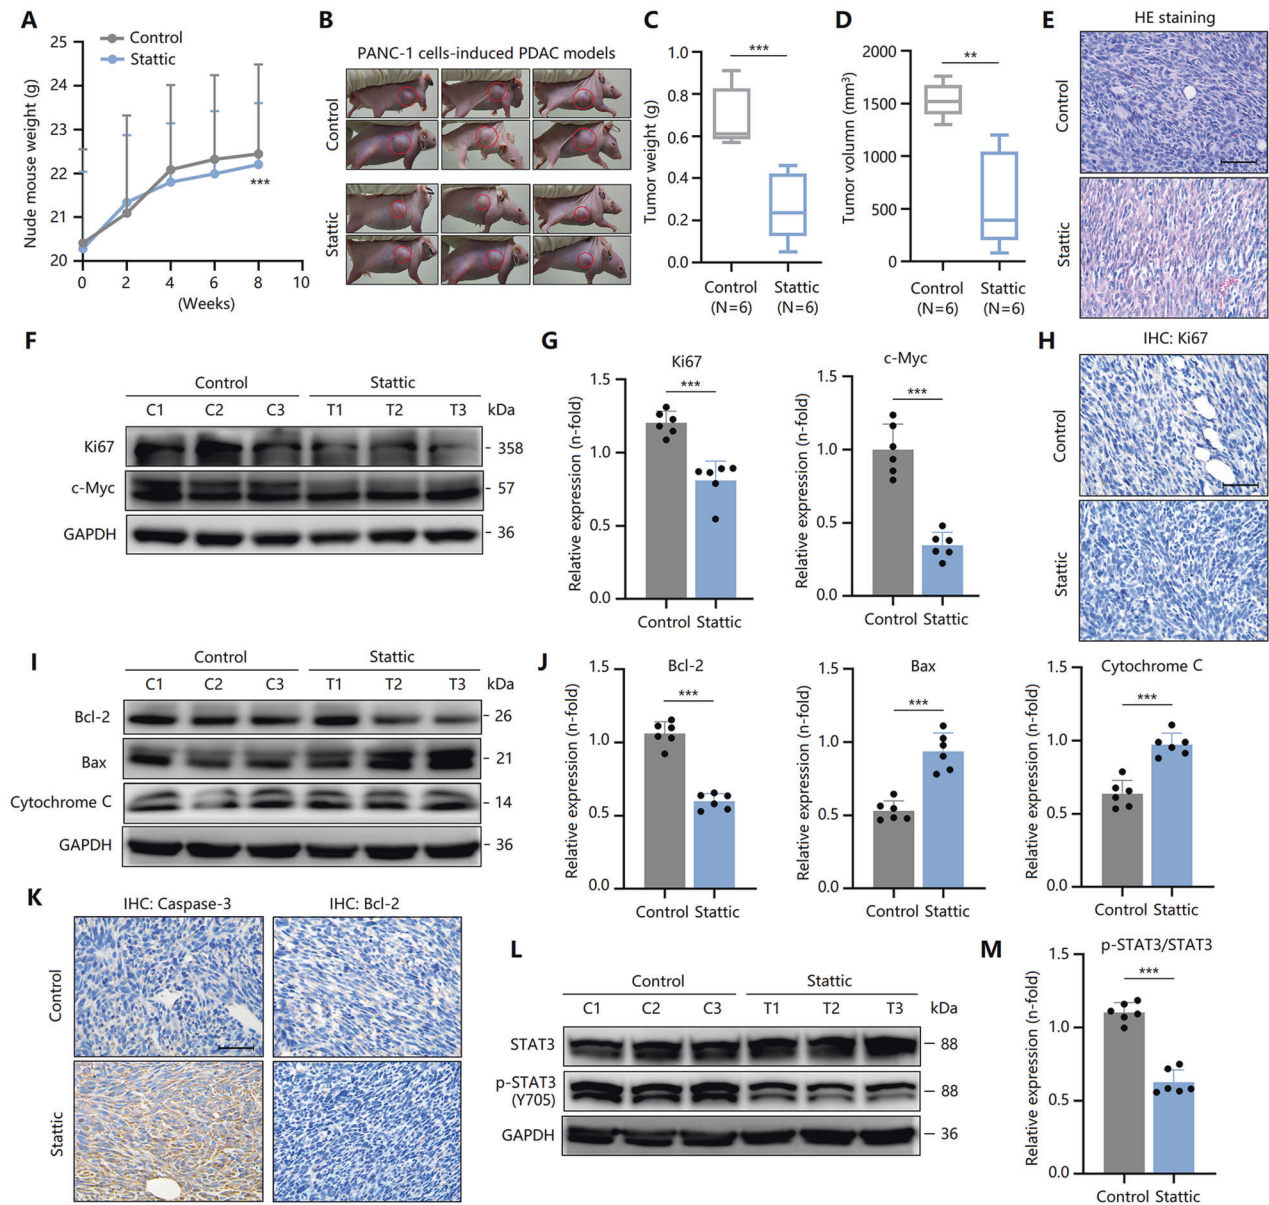 A
Nude mouse weight (g)
25
24
23
22
21
20
0 2 4 6 8 10
(Weeks)
Control
Stattic
***
B
PANC-1 cells-induced PDAC models
Control
Stattic
C
Tumor weight (g)
1.0
0.8
0.6
0.4
0.2
0.0
***
Control Stattic
(N=6) (N=6)
D
Tumor volumn (mm³)
2000
1500
1000
500
0
**
Control Stattic
(N=6) (N=6)
E
HE staining
Control
Stattic
F
Control Stattic
C1 C2 C3 T1 T2 T3 kDa
Ki67 358
c-Myc 57
GAPDH 36
G
Ki67
Relative expression (n-fold)
1.5
1.0
0.5
0.0
***
Control Stattic
c-Myc
Relative expression (n-fold)
1.5
1.0
0.5
0.0
***
Control Stattic
H
IHC: Ki67
Control
Stattic
I
Control Stattic
C1 C2 C3 T1 T2 T3 kDa
Bcl-2 26
Bax 21
Cytochrome C 14
GAPDH 36
J
Bcl-2
Relative expression (n-fold)
1.5
1.0
0.5
0.0
***
Control Stattic
Bax
Relative expression (n-fold)
1.5
1.0
0.5
0.0
***
Control Stattic
Cytochrome C
Relative expression (n-fold)
1.5
1.0
0.5
0.0
***
Control Stattic
K
IHC: Caspase-3 IHC: Bcl-2
Control
Stattic
L
Control Stattic
C1 C2 C3 T1 T2 T3 kDa
STAT3 88
p-STAT3
(Y705) 88
GAPDH 36
M
p-STAT3/STAT3
Relative expression (n-fold)
1.5
1.0
0.5
0.0
***
Control Stattic